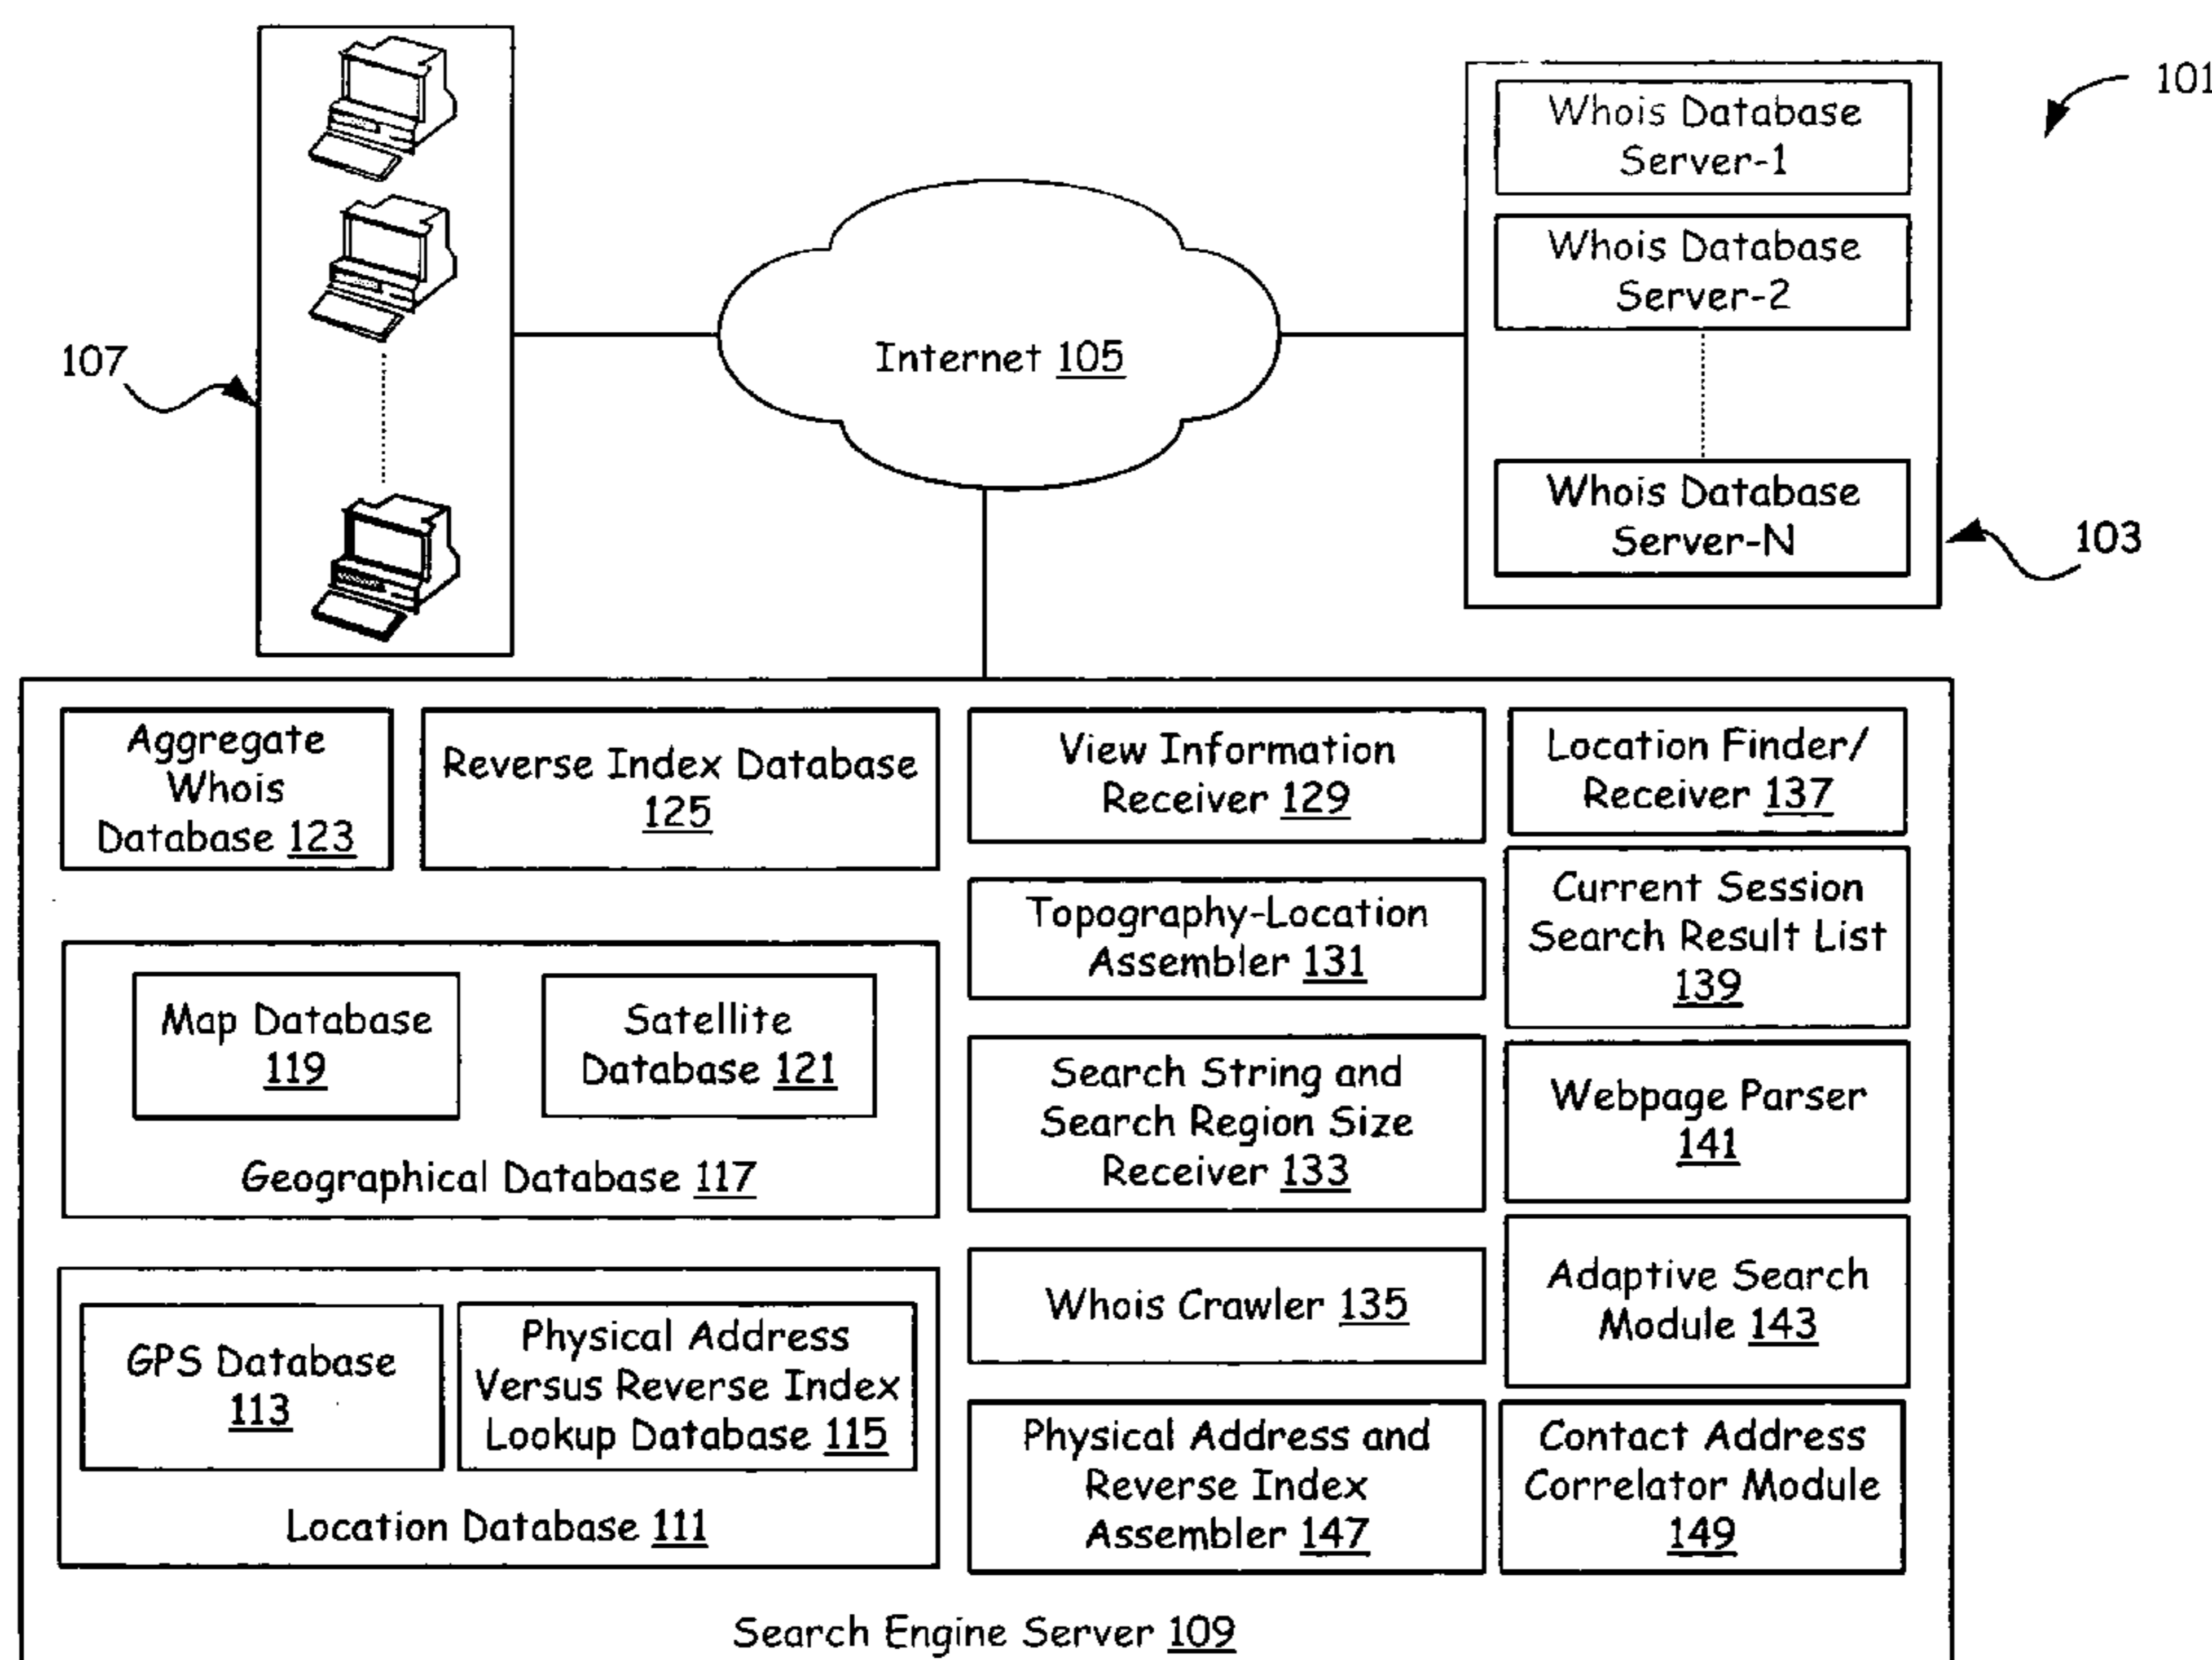 101
Whois Database
Server-1
Whois Database
Server-2
Whois Database
Server-N
103
107
Internet 105
Aggregate
Whois
Database 123
Reverse Index Database
125
Map Database
119
Satellite
Database 121
Geographical Database 117
GPS Database
113
Physical Address
Versus Reverse Index
Lookup Database 115
Location Database 111
View Information
Receiver 129
Topography-Location
Assembler 131
Search String and
Search Region Size
Receiver 133
Whois Crawler 135
Physical Address and
Reverse Index
Assembler 147
Location Finder/
Receiver 137
Current Session
Search Result List
139
Webpage Parser
141
Adaptive Search
Module 143
Contact Address
Correlator Module
149
Search Engine Server 109